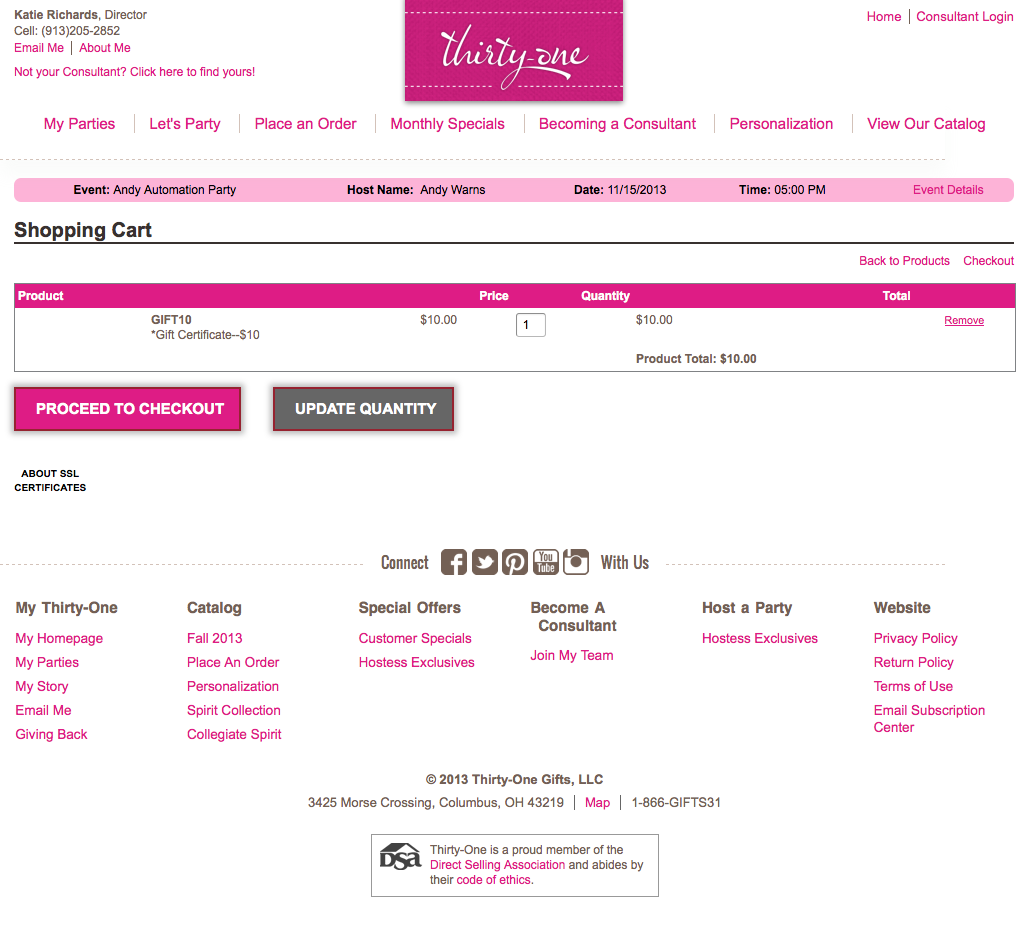 Katie Richards, Director
Cell: (913)205-2852
Email Me | About Me
Not your Consultant? Click here to find yours!
thirty-one
Home | Consultant Login
My Parties | Let's Party | Place an Order | Monthly Specials | Becoming a Consultant | Personalization | View Our Catalog
Event: Andy Automation Party Host Name: Andy Warns Date: 11/15/2013 Time: 05:00 PM Event Details
Shopping Cart
Back to Products Checkout
Product Price Quantity Total
GIFT10 $10.00 1 $10.00 Remove
*Gift Certificate--$10
Product Total: $10.00
PROCEED TO CHECKOUT UPDATE QUANTITY
ABOUT SSL
CERTIFICATES
Connect You Tube With Us
My Thirty-One
My Homepage
My Parties
My Story
Email Me
Giving Back
Catalog
Fall 2013
Place An Order
Personalization
Spirit Collection
Collegiate Spirit
Special Offers
Customer Specials
Hostess Exclusives
Become A
Consultant
Join My Team
Host a Party
Hostess Exclusives
Website
Privacy Policy
Return Policy
Terms of Use
Email Subscription
Center
© 2013 Thirty-One Gifts, LLC
3425 Morse Crossing, Columbus, OH 43219 | Map | 1-866-GIFTS31
DSA
Thirty-One is a proud member of the
Direct Selling Association and abides by
their code of ethics.